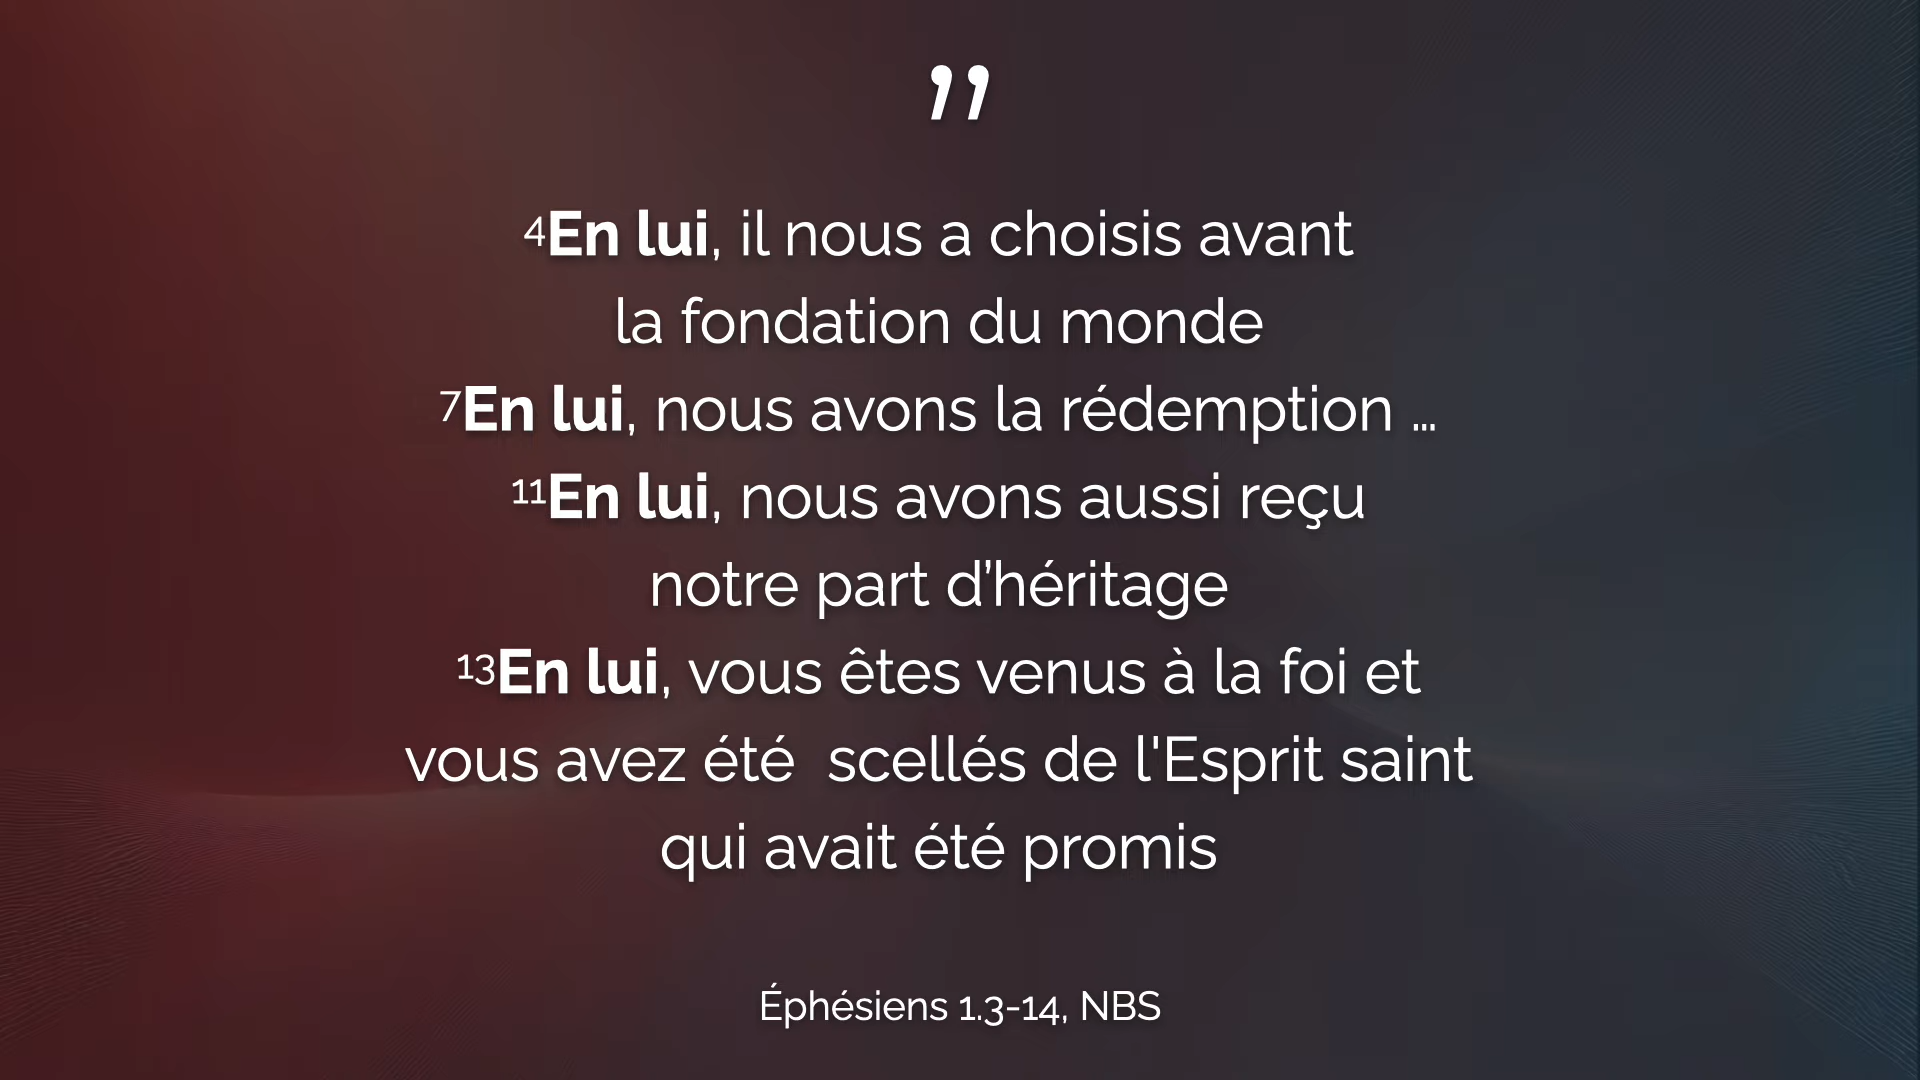 ”
⁴En lui, il nous a choisis avant
la fondation du monde
⁷En lui, nous avons la rédemption …
¹¹En lui, nous avons aussi reçu
notre part d’héritage
¹³En lui, vous êtes venus à la foi et
vous avez été  scellés de l'Esprit saint
qui avait été promis
Éphésiens 1.3-14, NBS